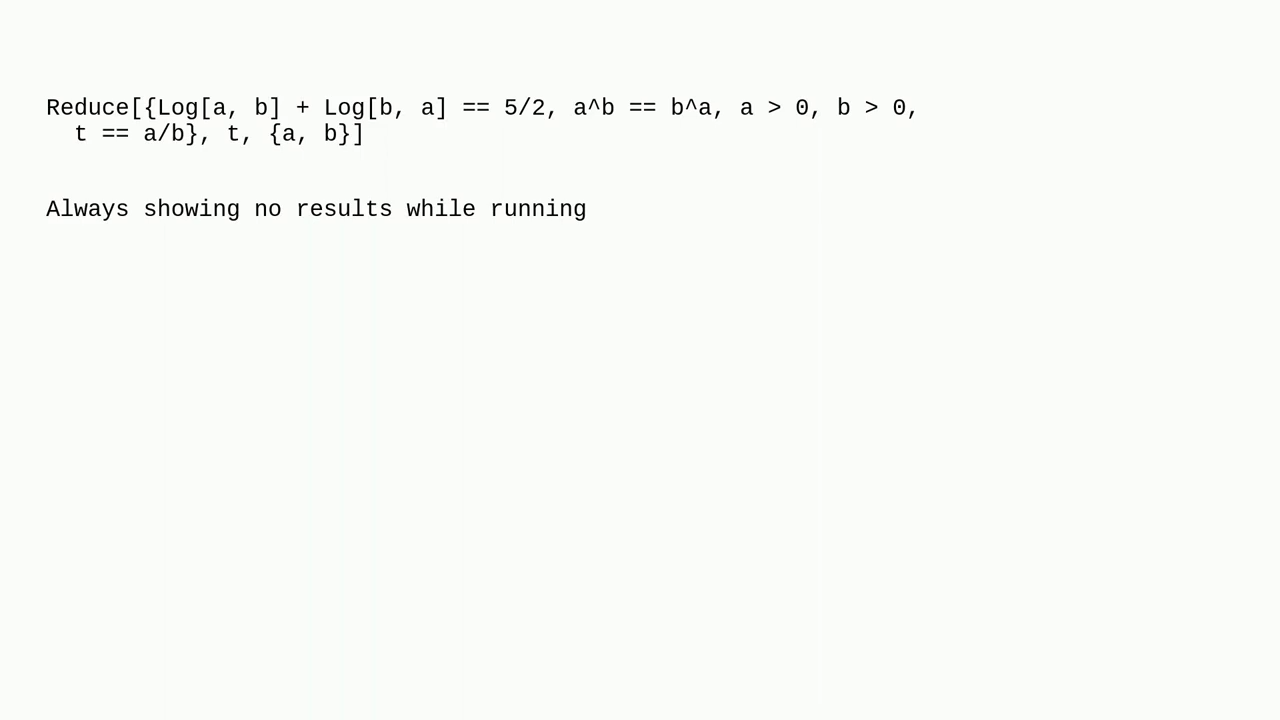 Reduce[{Log[a, b] + Log[b, a] == 5/2, a^b == b^a, a > 0, b > 0,
  t == a/b}, t, {a, b}]
Always showing no results while running